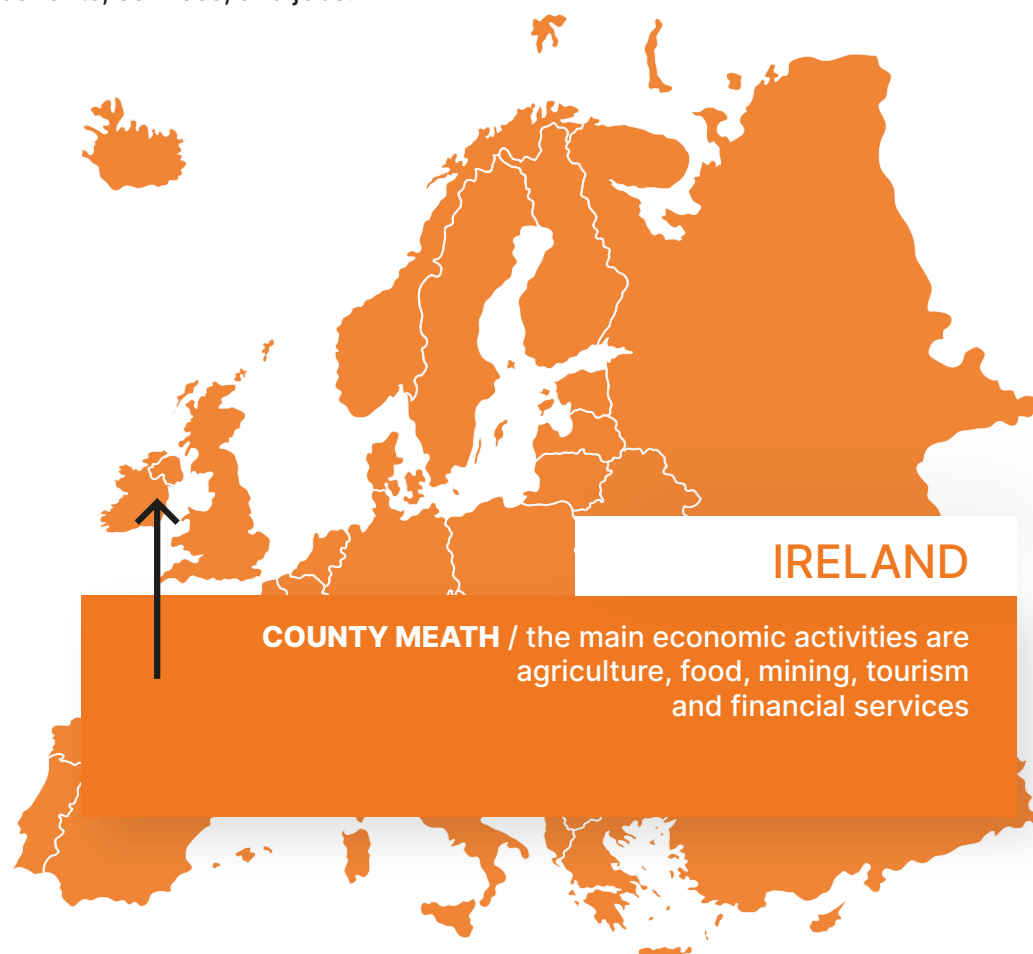 IRELAND
COUNTY MEATH / the main economic activities are
agriculture, food, mining, tourism
and financial services